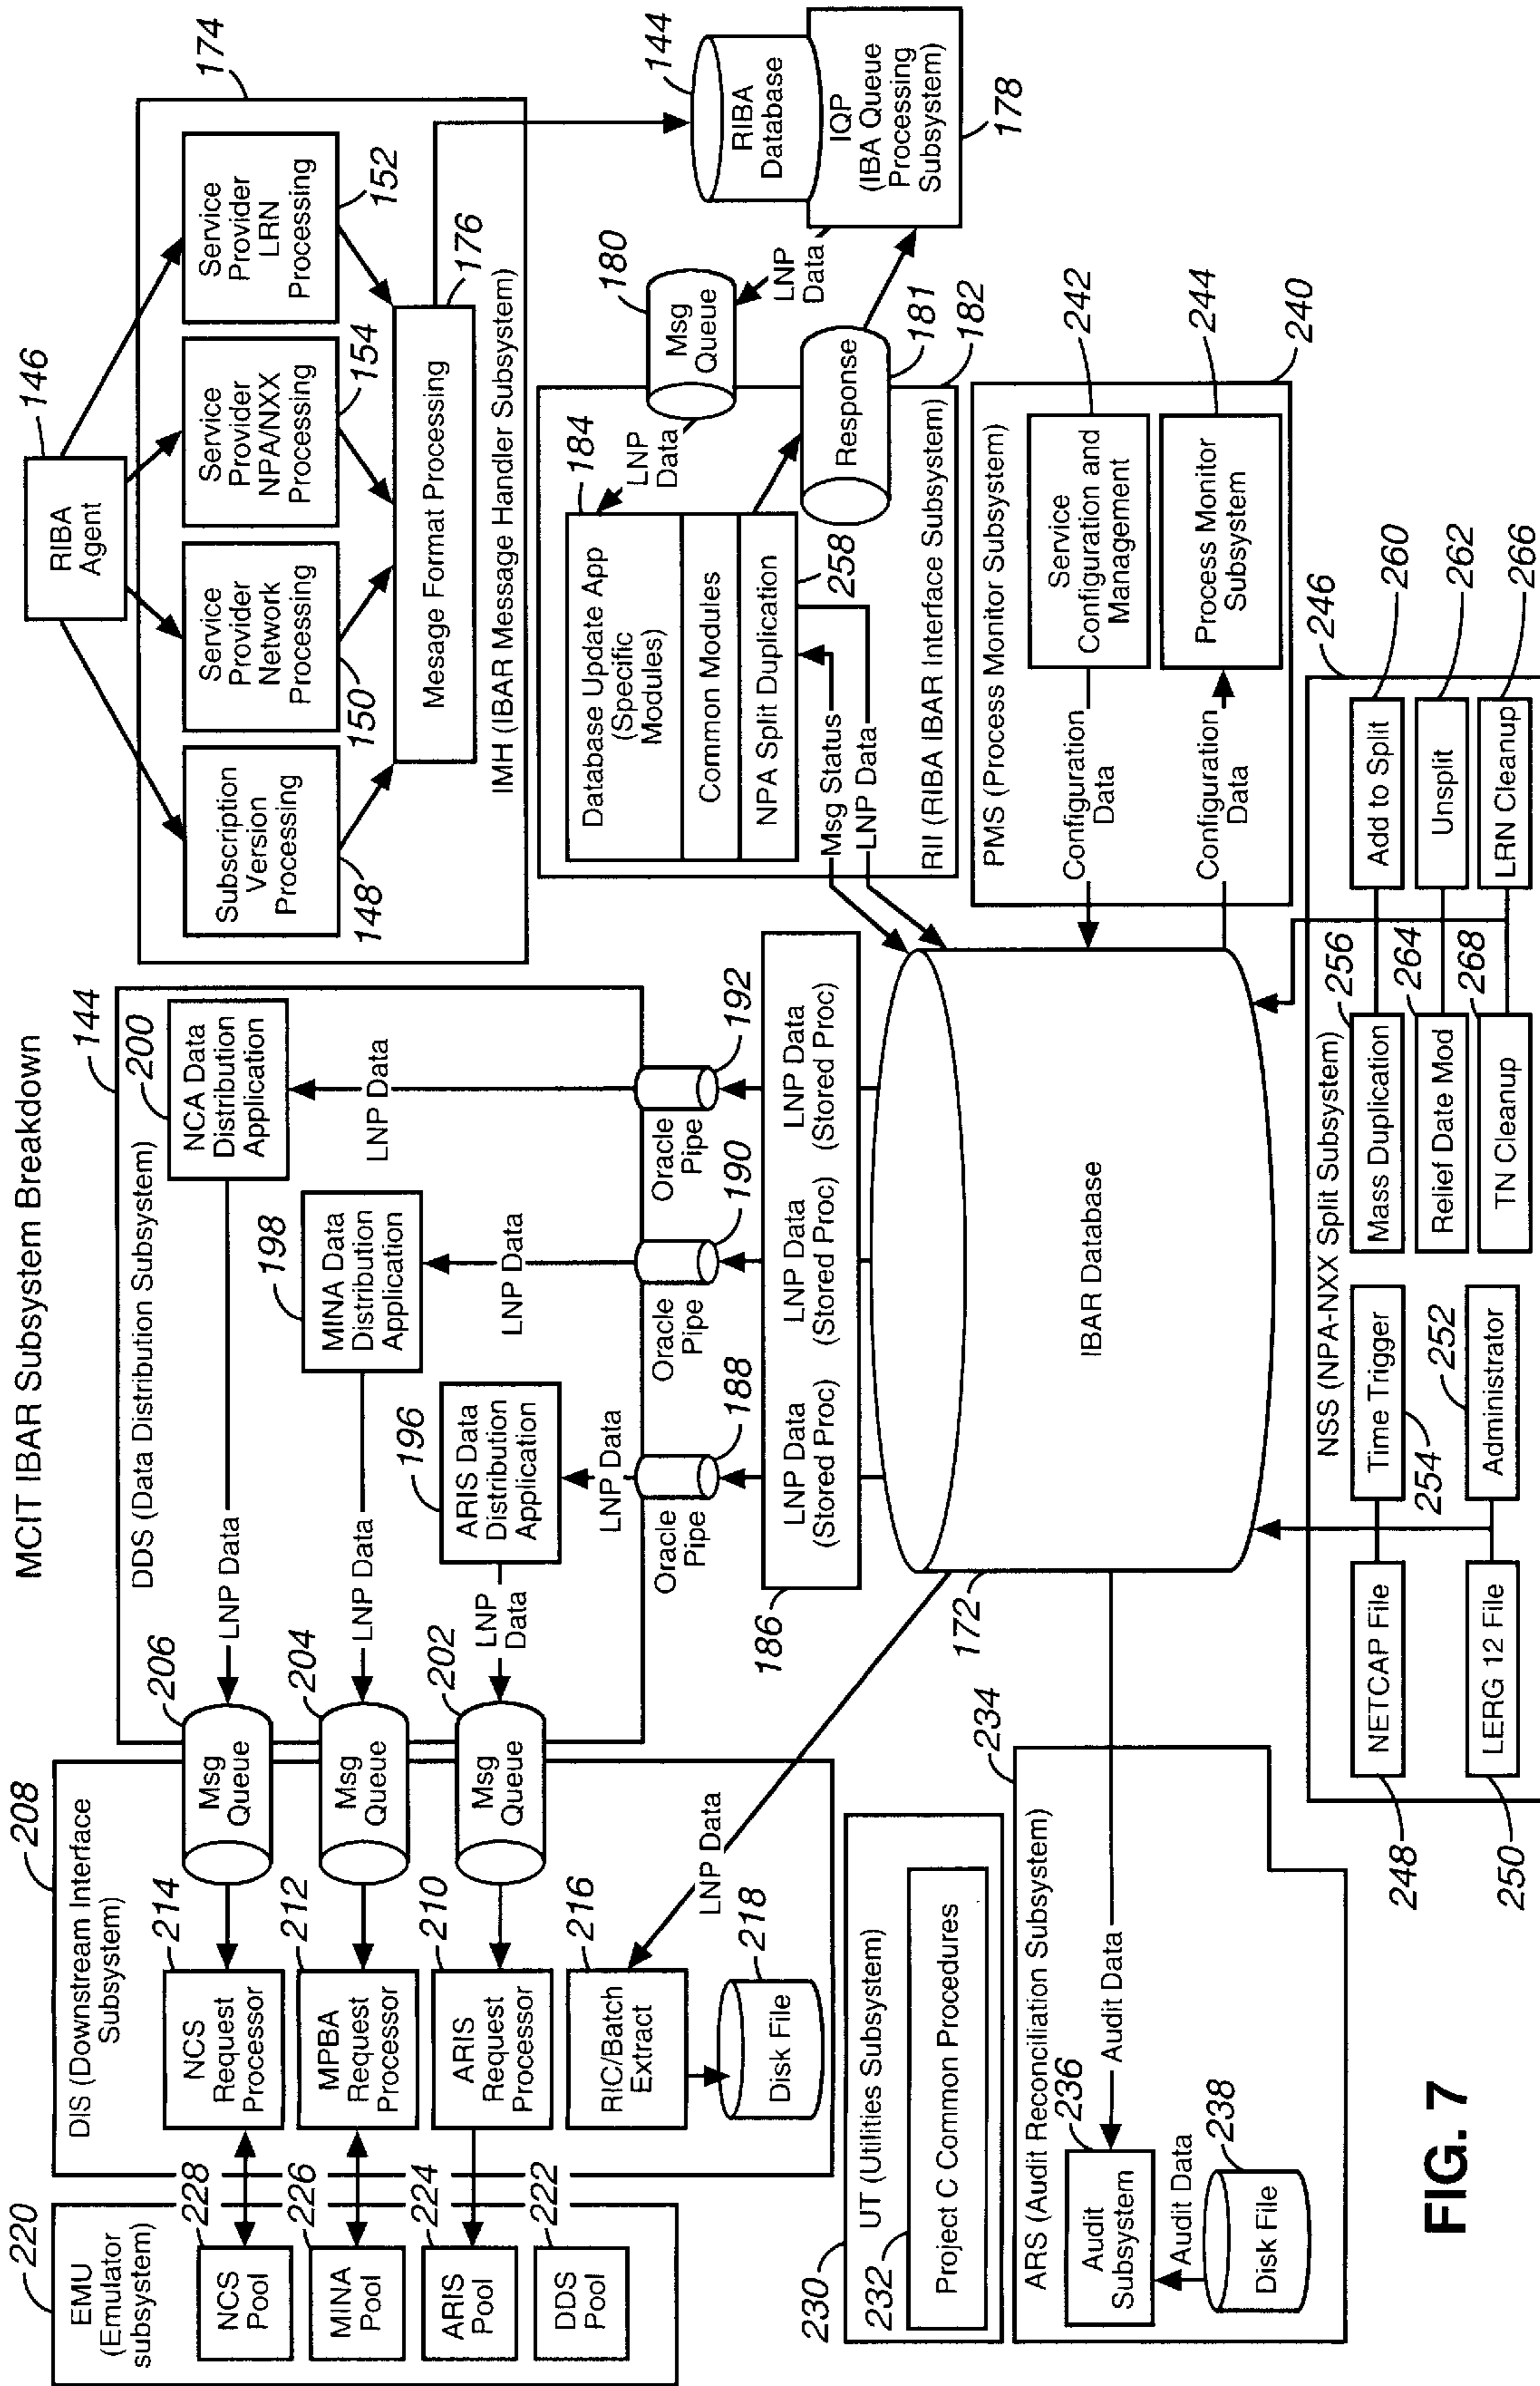 MCIT IBAR Subsystem Breakdown
220
EMU
(Emulator
subsystem)
NCS
Pool
228
MINA
Pool
226
ARIS
Pool
224
DDS
Pool
222
208
DIS (Downstream Interface
Subsystem)
214
NCS
Request
Processor
212
MPBA
Request
Processor
210
ARIS
Request
Processor
216
RIC/Batch
Extract
218
Disk File
206
Msg
Queue
204
Msg
Queue
202
Msg
Queue
LNP Data
LNP Data
LNP
Data
LNP Data
144
DDS (Data Distribution Subsystem)
200
NCA Data
Distribution
Application
198
MINA Data
Distribution
Application
196
ARIS Data
Distribution
Application
LNP Data
LNP Data
LNP Data
Oracle
Pipe
188
Oracle
Pipe
190
Oracle
Pipe
192
186
LNP Data
(Stored Proc)
LNP Data
(Stored Proc)
LNP Data
(Stored Proc)
IBAR Database
172
146
RIBA
Agent
174
Subscription
Version
Processing
148
Service
Provider
Network
Processing
150
Service
Provider
NPA/NXX
Processing
154
Service
Provider
LRN
Processing
152
Mesage Format Processing
176
IMH (IBAR Message Handler Subsystem)
144
RIBA
Database
IQP
(IBA Queue
Processing
Subsystem)
178
180
Msg
Queue
LNP
Data
LNP
Data
184
Database Update App
(Specific
Modules)
Common Modules
NPA Split Duplication
258
Response
181
182
Msg Status
LNP Data
RII (RIBA IBAR Interface Subsystem)
PMS (Process Monitor Subsystem)
Service
Configuration and
Management
242
Process Monitor
Subsystem
244
240
Configuration
Data
Configuration
Data
230
UT (Utilities Subsystem)
232
Project C Common Procedures
234
ARS (Audit Reconciliation Subsystem)
236
Audit
Subsystem
Audit Data
Audit Data
238
Disk File
246
NSS (NPA-NXX Split Subsystem)
NETCAP File
248
LERG 12 File
250
Time Trigger
254
Administrator
252
256
Mass Duplication
264
Relief Date Mod
268
TN Cleanup
Add to Split
260
Unsplit
262
LRN Cleanup
266
FIG. 7